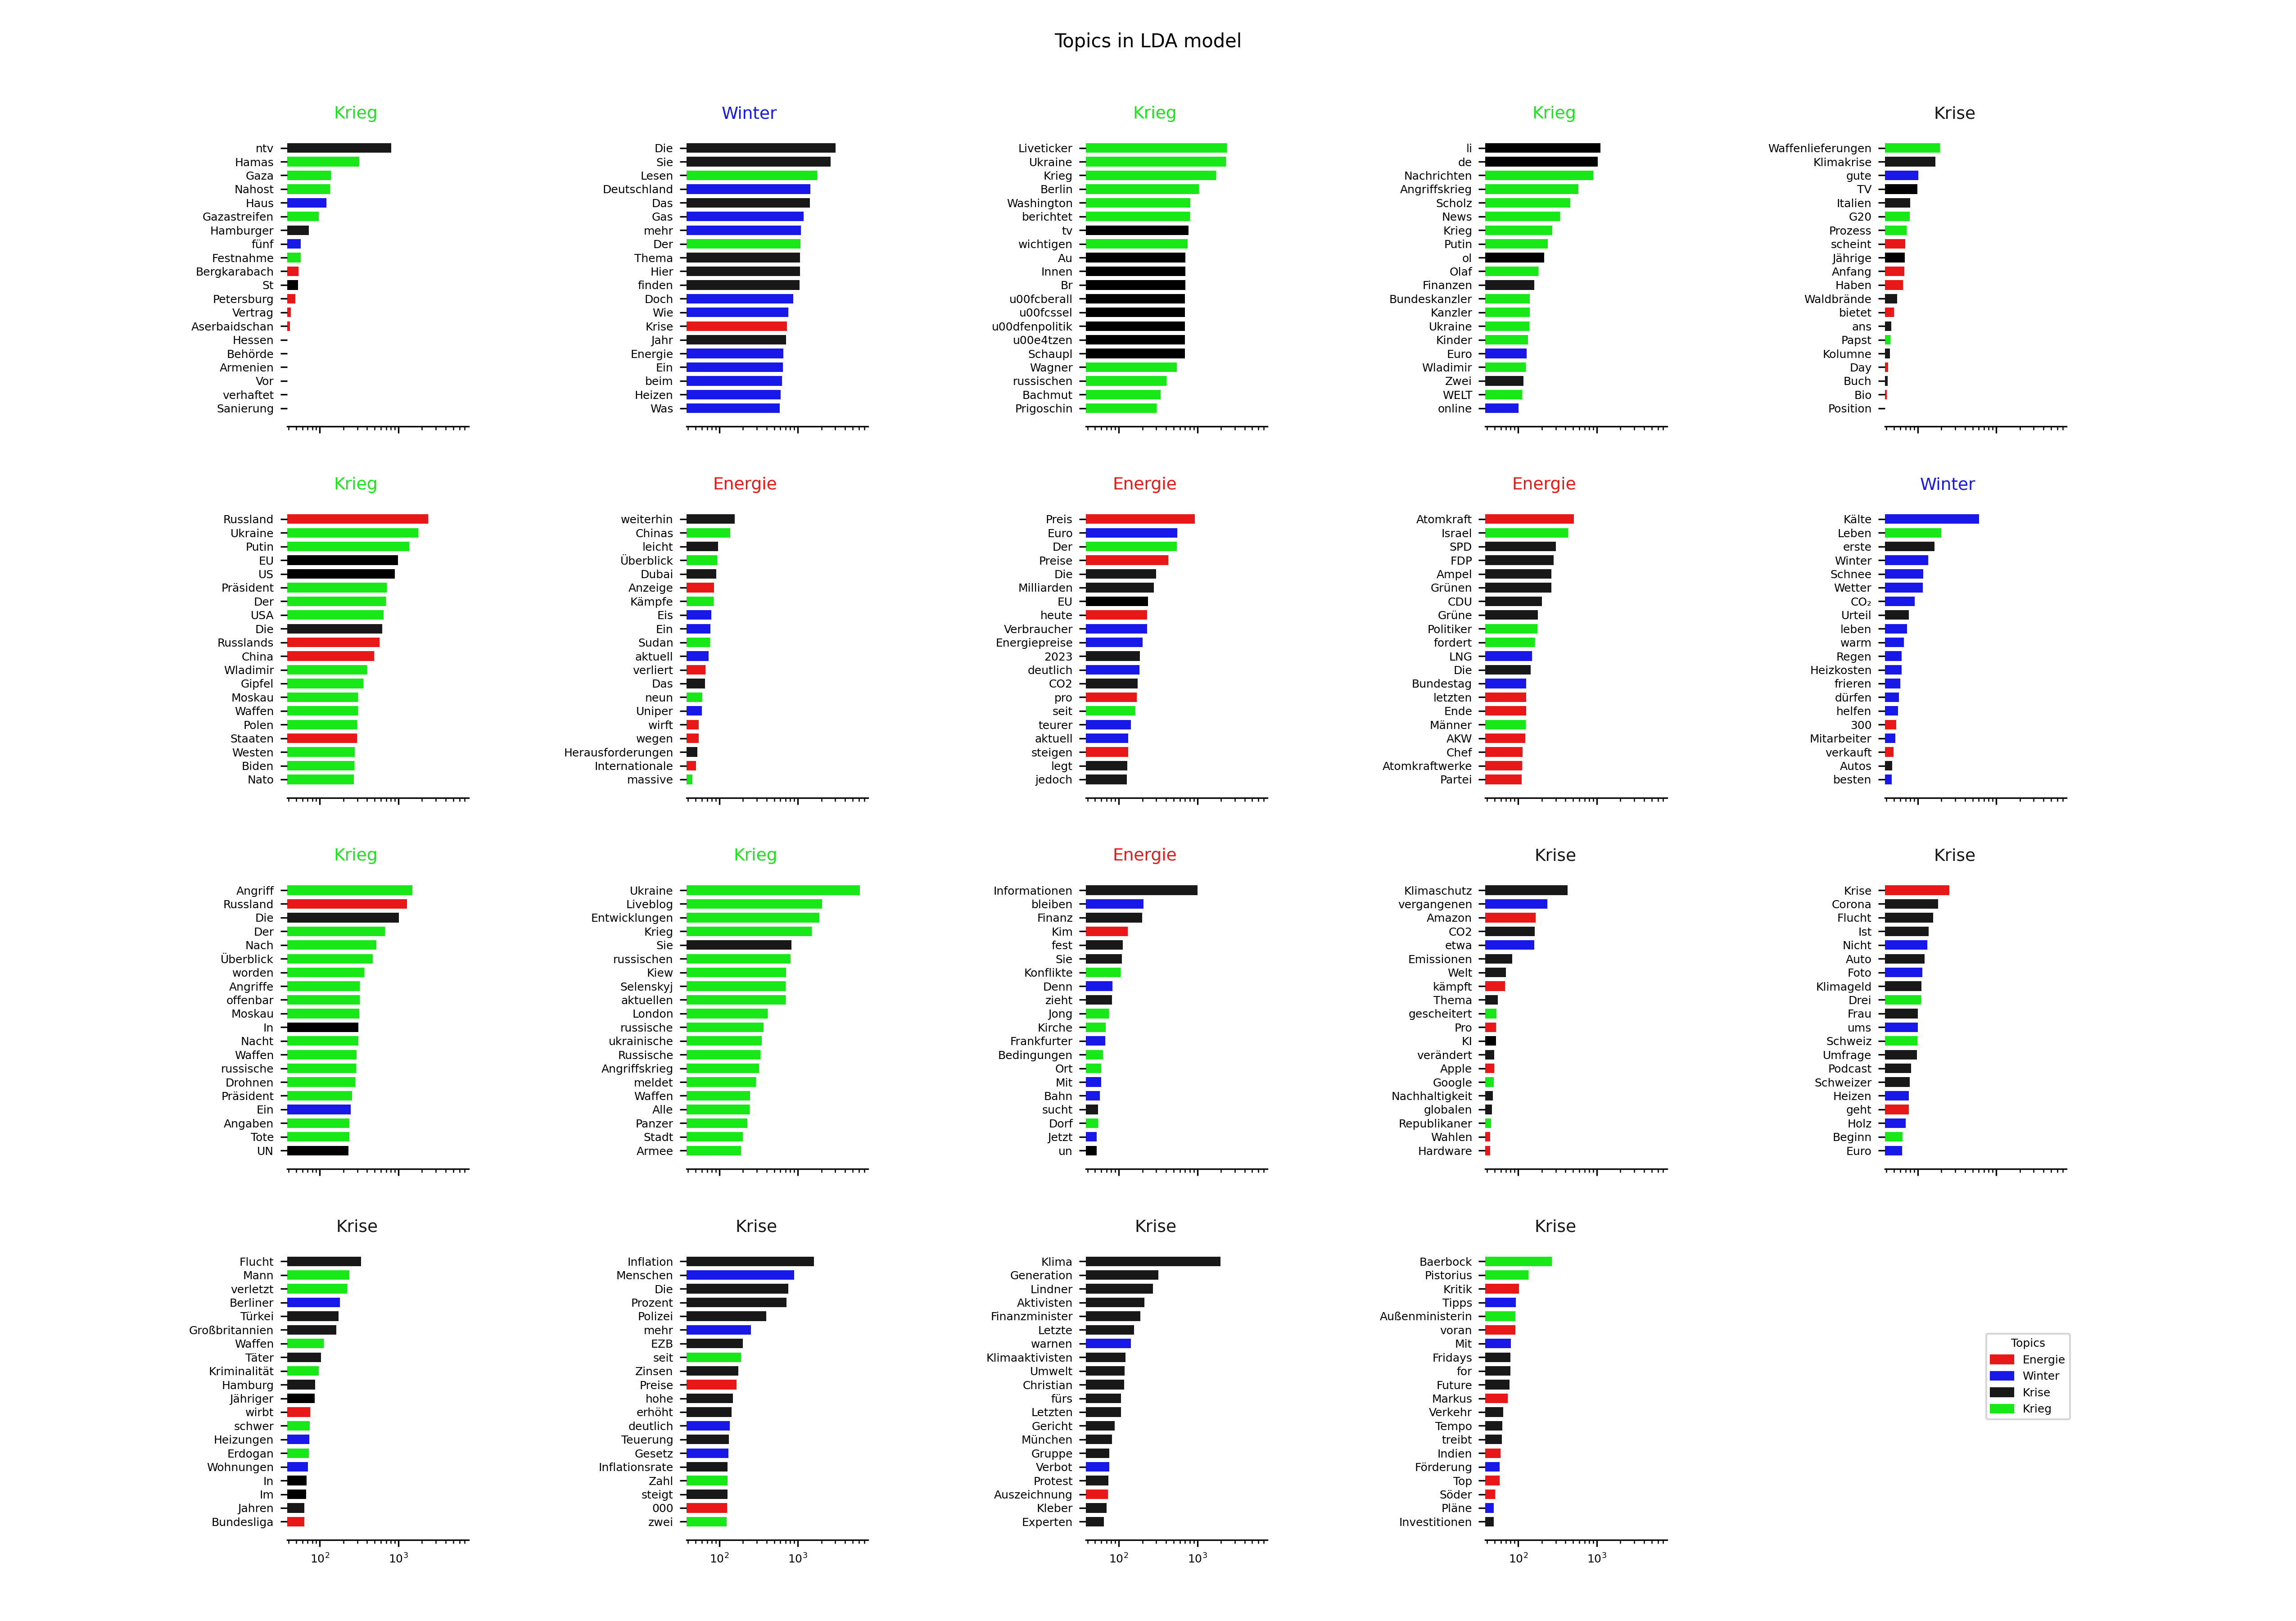 Topics in LDA model
Krieg
ntv
Hamas
Gaza
Nahost
Haus
Gazastreifen
Hamburger
fünf
Festnahme
Bergkarabach
St
Petersburg
Vertrag
Aserbaidschan
Hessen
Behörde
Armenien
Vor
verhaftet
Sanierung
Winter
Die
Sie
Lesen
Deutschland
Das
Gas
mehr
Der
Thema
Hier
finden
Doch
Wie
Krise
Jahr
Energie
Ein
beim
Heizen
Was
Krieg
Liveticker
Ukraine
Krieg
Berlin
Washington
berichtet
tv
wichtigen
Au
Innen
Br
u00fcberall
u00fcssel
u00dfenpolitik
u00e4tzen
Schaupl
Wagner
russischen
Bachmut
Prigoschin
Krieg
li
de
Nachrichten
Angriffskrieg
Scholz
News
Krieg
Putin
ol
Olaf
Finanzen
Bundeskanzler
Kanzler
Ukraine
Kinder
Euro
Wladimir
Zwei
WELT
online
Krise
Waffenlieferungen
Klimakrise
gute
TV
Italien
G20
Prozess
scheint
Jährige
Anfang
Haben
Waldbrände
bietet
ans
Papst
Kolumne
Day
Buch
Bio
Position
Krieg
Russland
Ukraine
Putin
EU
US
Präsident
Der
USA
Die
Russlands
China
Wladimir
Gipfel
Moskau
Waffen
Polen
Staaten
Westen
Biden
Nato
Energie
weiterhin
Chinas
leicht
Überblick
Dubai
Anzeige
Kämpfe
Eis
Ein
Sudan
aktuell
verliert
Das
neun
Uniper
wirft
wegen
Herausforderungen
Internationale
massive
Energie
Preis
Euro
Der
Preise
Die
Milliarden
EU
heute
Verbraucher
Energiepreise
2023
deutlich
CO2
pro
seit
teurer
aktuell
steigen
legt
jedoch
Energie
Atomkraft
Israel
SPD
FDP
Ampel
Grünen
CDU
Grüne
Politiker
fordert
LNG
Die
Bundestag
letzten
Ende
Männer
AKW
Chef
Atomkraftwerke
Partei
Winter
Kälte
Leben
erste
Winter
Schnee
Wetter
CO₂
Urteil
leben
warm
Regen
Heizkosten
frieren
dürfen
helfen
300
Mitarbeiter
verkauft
Autos
besten
Krieg
Angriff
Russland
Die
Der
Nach
Überblick
worden
Angriffe
offenbar
Moskau
In
Nacht
Waffen
russische
Drohnen
Präsident
Ein
Angaben
Tote
UN
Krieg
Ukraine
Liveblog
Entwicklungen
Krieg
Sie
russischen
Kiew
Selenskyj
aktuellen
London
russische
ukrainische
Russische
Angriffskrieg
meldet
Waffen
Alle
Panzer
Stadt
Armee
Energie
Informationen
bleiben
Finanz
Kim
fest
Sie
Konflikte
Denn
zieht
Jong
Kirche
Frankfurter
Bedingungen
Ort
Mit
Bahn
sucht
Dorf
Jetzt
un
Krise
Klimaschutz
vergangenen
Amazon
CO2
etwa
Emissionen
Welt
kämpft
Thema
gescheitert
Pro
KI
verändert
Apple
Google
Nachhaltigkeit
globalen
Republikaner
Wahlen
Hardware
Krise
Krise
Corona
Flucht
Ist
Nicht
Auto
Foto
Klimageld
Drei
Frau
ums
Schweiz
Umfrage
Podcast
Schweizer
Heizen
geht
Holz
Beginn
Euro
Krise
Flucht
Mann
verletzt
Berliner
Türkei
Großbritannien
Waffen
Täter
Kriminalität
Hamburg
Jähriger
wirbt
schwer
Heizungen
Erdogan
Wohnungen
In
Im
Jahren
Bundesliga
10² 10³
Krise
Inflation
Menschen
Die
Prozent
Polizei
mehr
EZB
seit
Zinsen
Preise
hohe
erhöht
deutlich
Teuerung
Gesetz
Inflationsrate
Zahl
steigt
000
zwei
10² 10³
Krise
Klima
Generation
Lindner
Aktivisten
Finanzminister
Letzte
warnen
Klimaaktivisten
Umwelt
Christian
fürs
Letzten
Gericht
München
Gruppe
Verbot
Protest
Auszeichnung
Kleber
Experten
10² 10³
Krise
Baerbock
Pistorius
Kritik
Tipps
Außenministerin
voran
Mit
Fridays
for
Future
Markus
Verkehr
Tempo
treibt
Indien
Förderung
Top
Söder
Pläne
Investitionen
10² 10³
Topics
Energie
Winter
Krise
Krieg